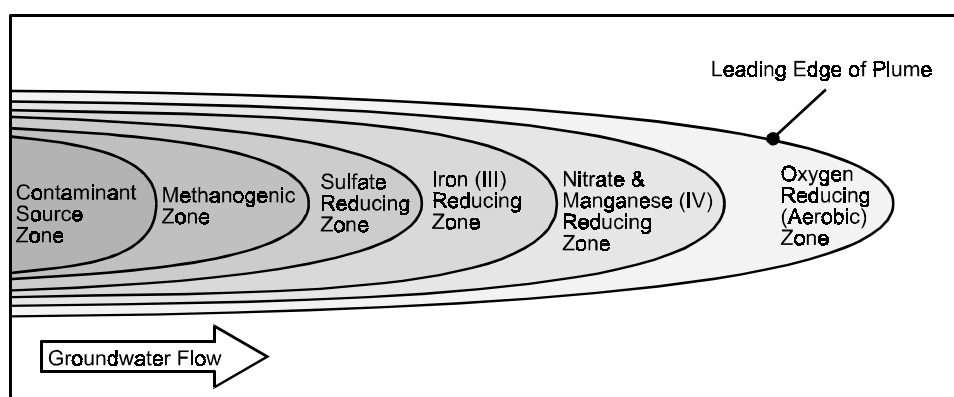 Leading Edge of Plume
Contaminant
Source
Zone
Methanogenic
Zone
Sulfate
Reducing
Zone
Iron (III)
Reducing
Zone
Nitrate &
Manganese (IV)
Reducing
Zone
Oxygen
Reducing
(Aerobic)
Zone
Groundwater Flow